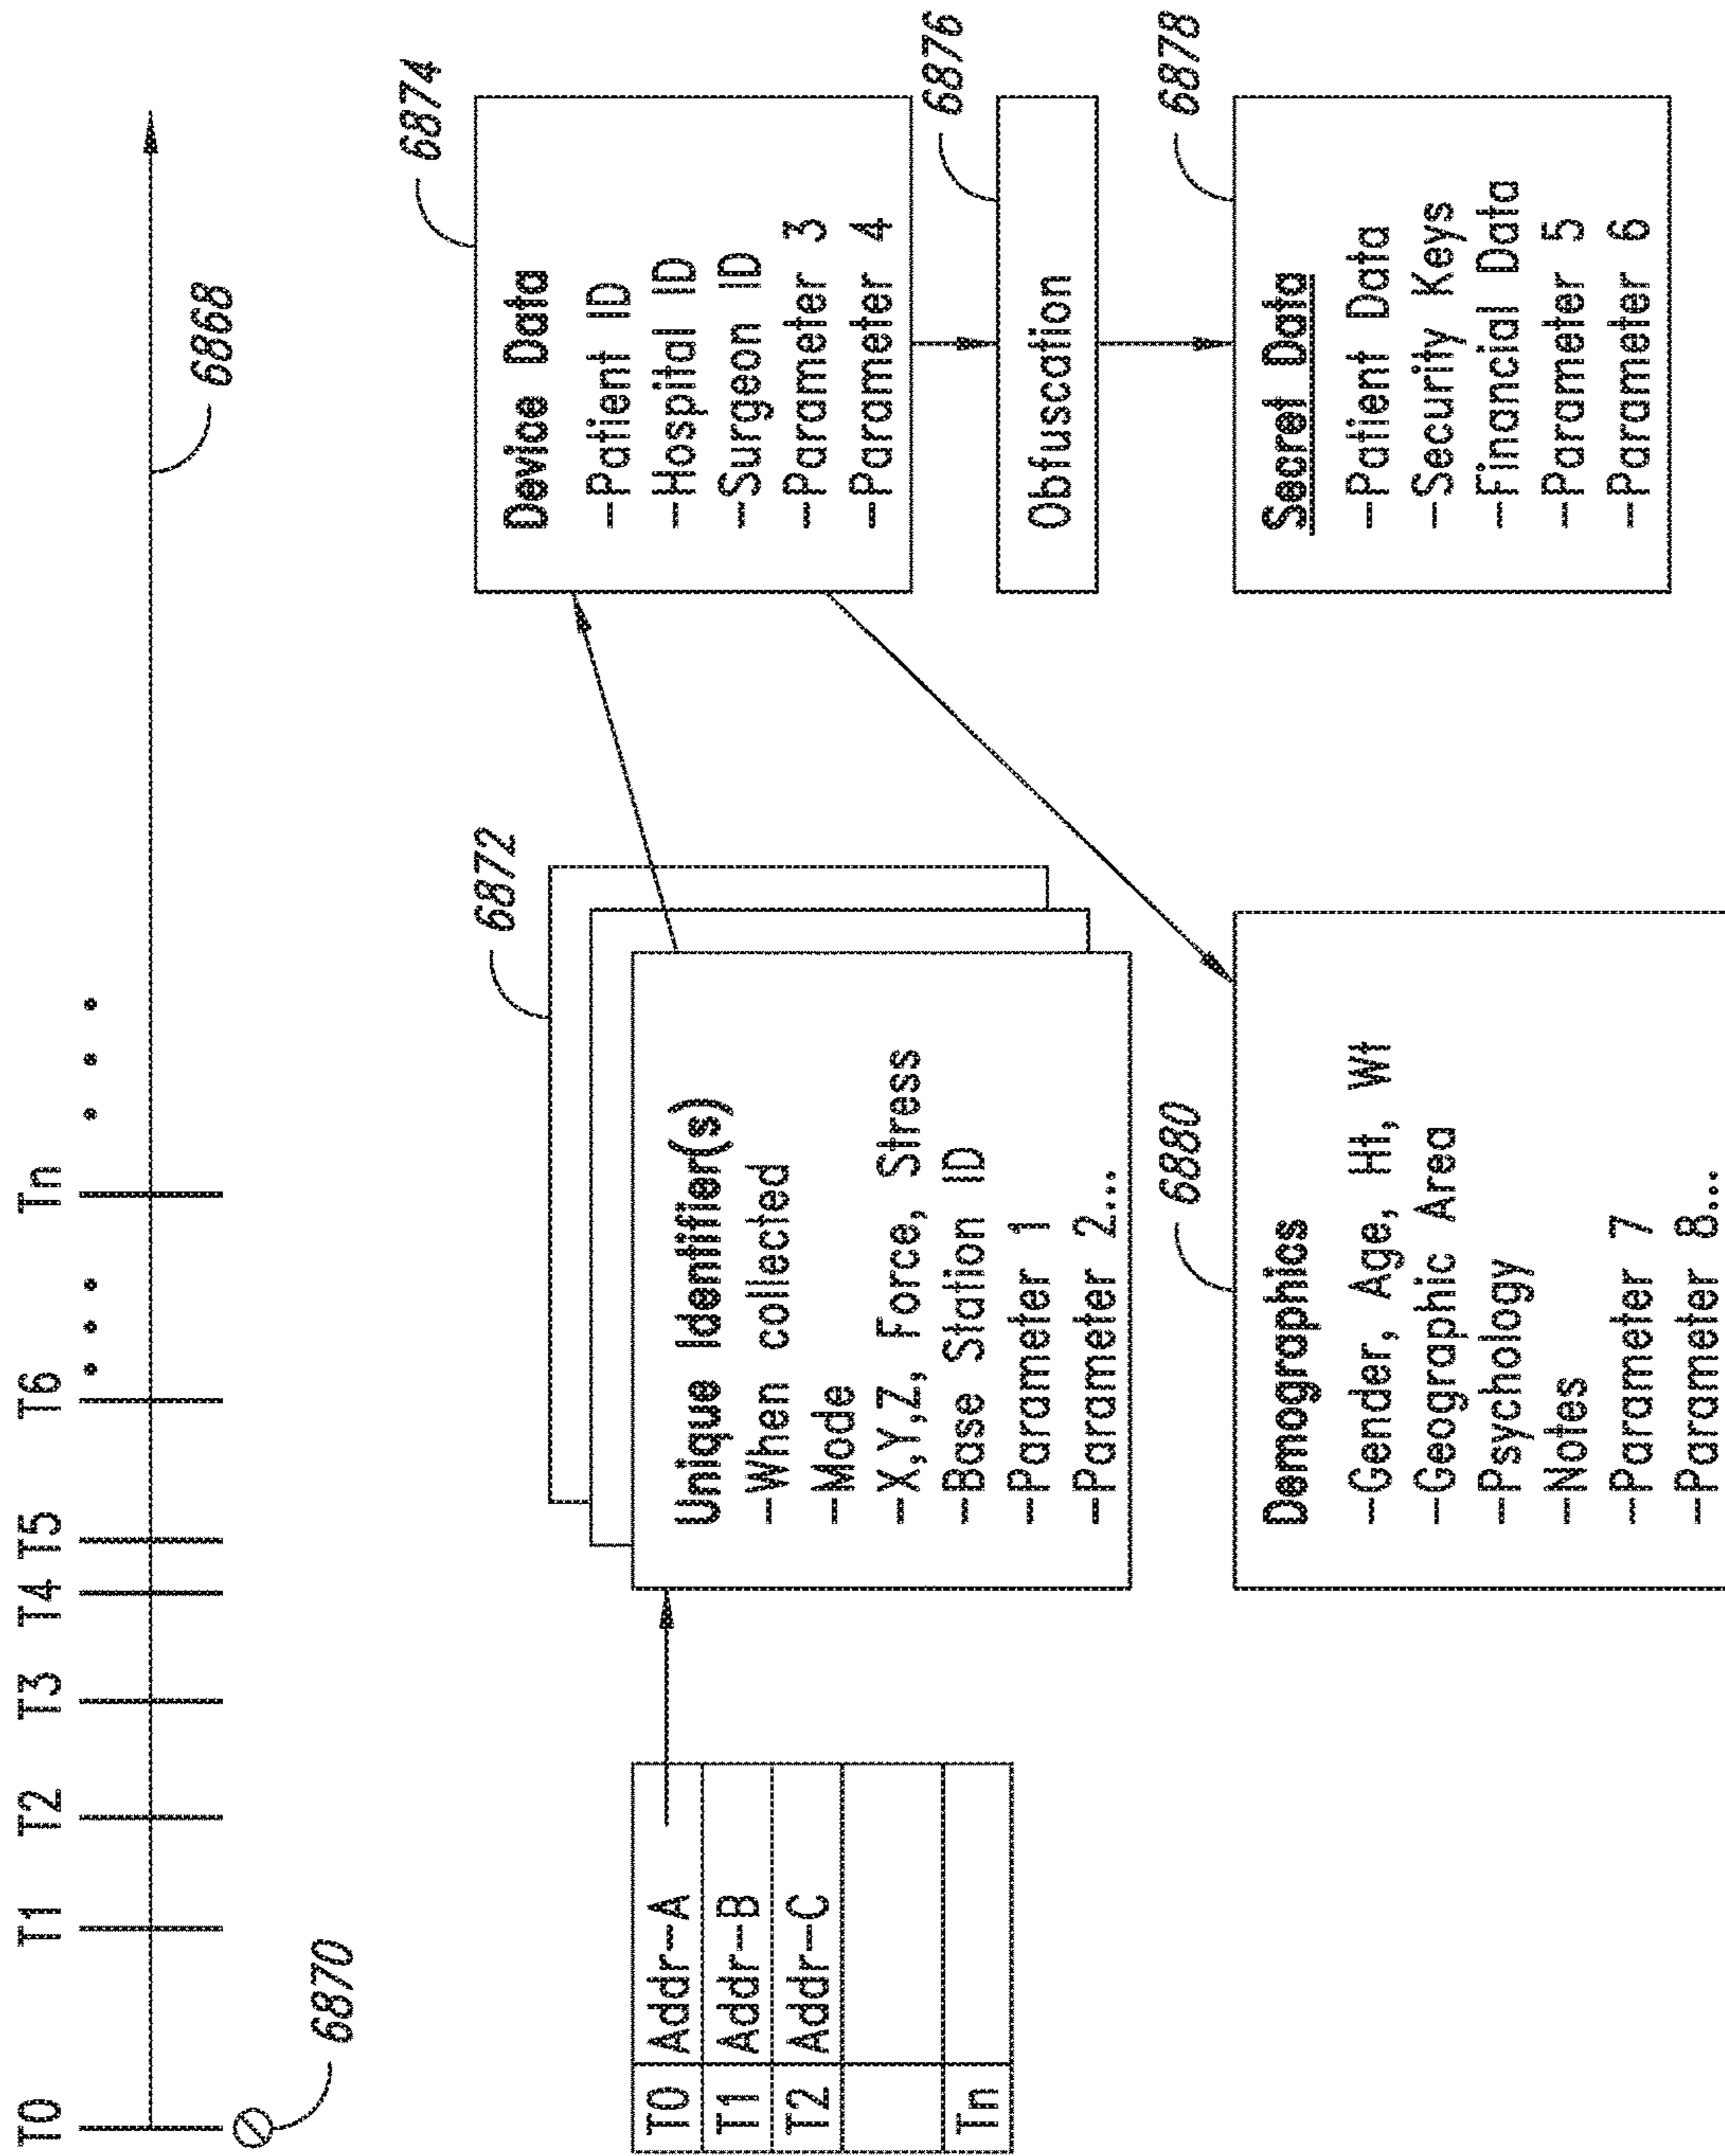 T0 T1 T2 T3 T4 T5 T6 Tn
6868
6870
T0 Addr-A
T1 Addr-B
T2 Addr-C
Tn
6872
Unique Identifier(s)
--When collected
--Mode
--X,Y,Z, Force, Stress
--Base Station ID
--Parameter 1
--Parameter 2...
6874
Device Data
--Patient ID
--Hospital ID
--Surgeon ID
--Parameter 3
--Parameter 4
6876
Obfuscation
6878
Secret Data
--Patient Data
--Security Keys
--Financial Data
--Parameter 5
--Parameter 6
6880
Demographics
--Gender, Age, Ht, Wt
--Geographic Area
--Psychology
--Notes
--Parameter 7
--Parameter 8...